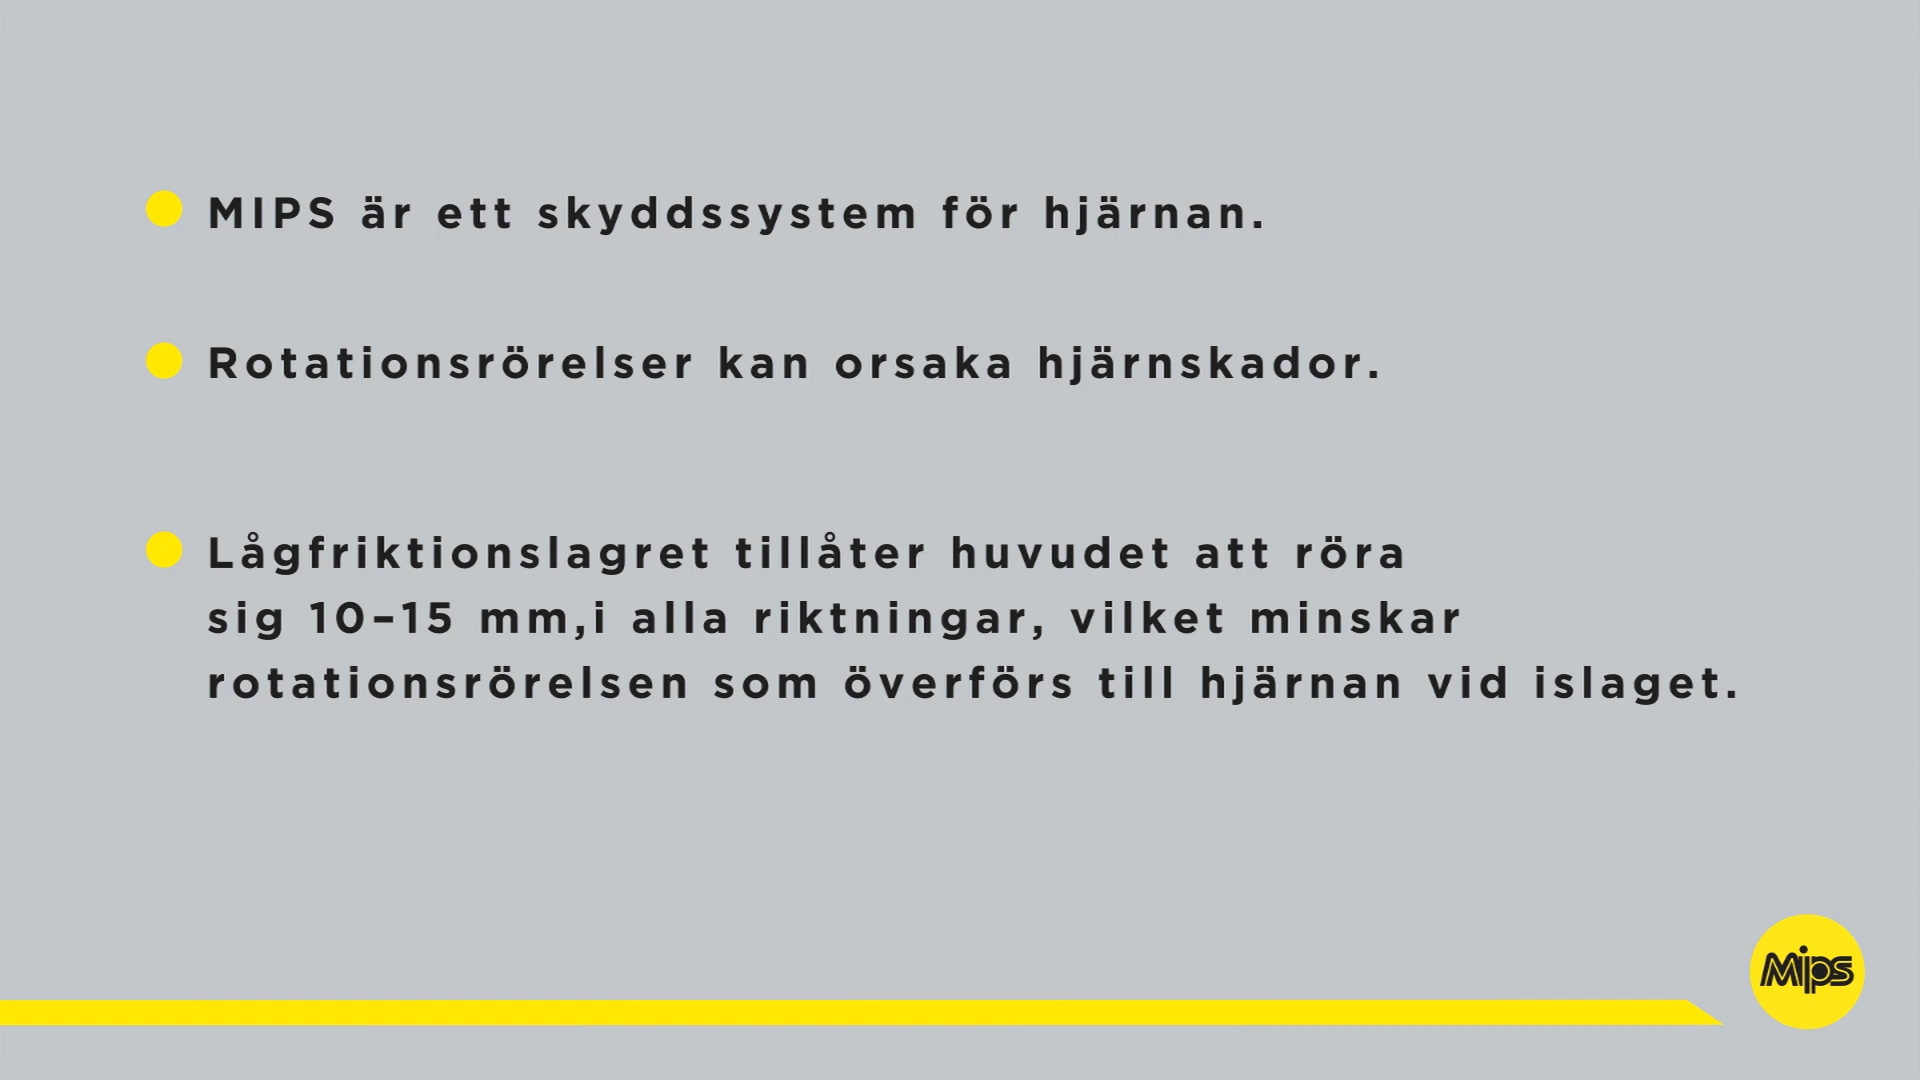 MIPS är ett skyddssystem för hjärnan.
Rotationsrörelser kan orsaka hjärnskador.
Lågfriktionslagret tillåter huvudet att röra
sig 10–15 mm,i alla riktningar, vilket minskar
rotationsrörelsen som överförs till hjärnan vid islaget.
Mips